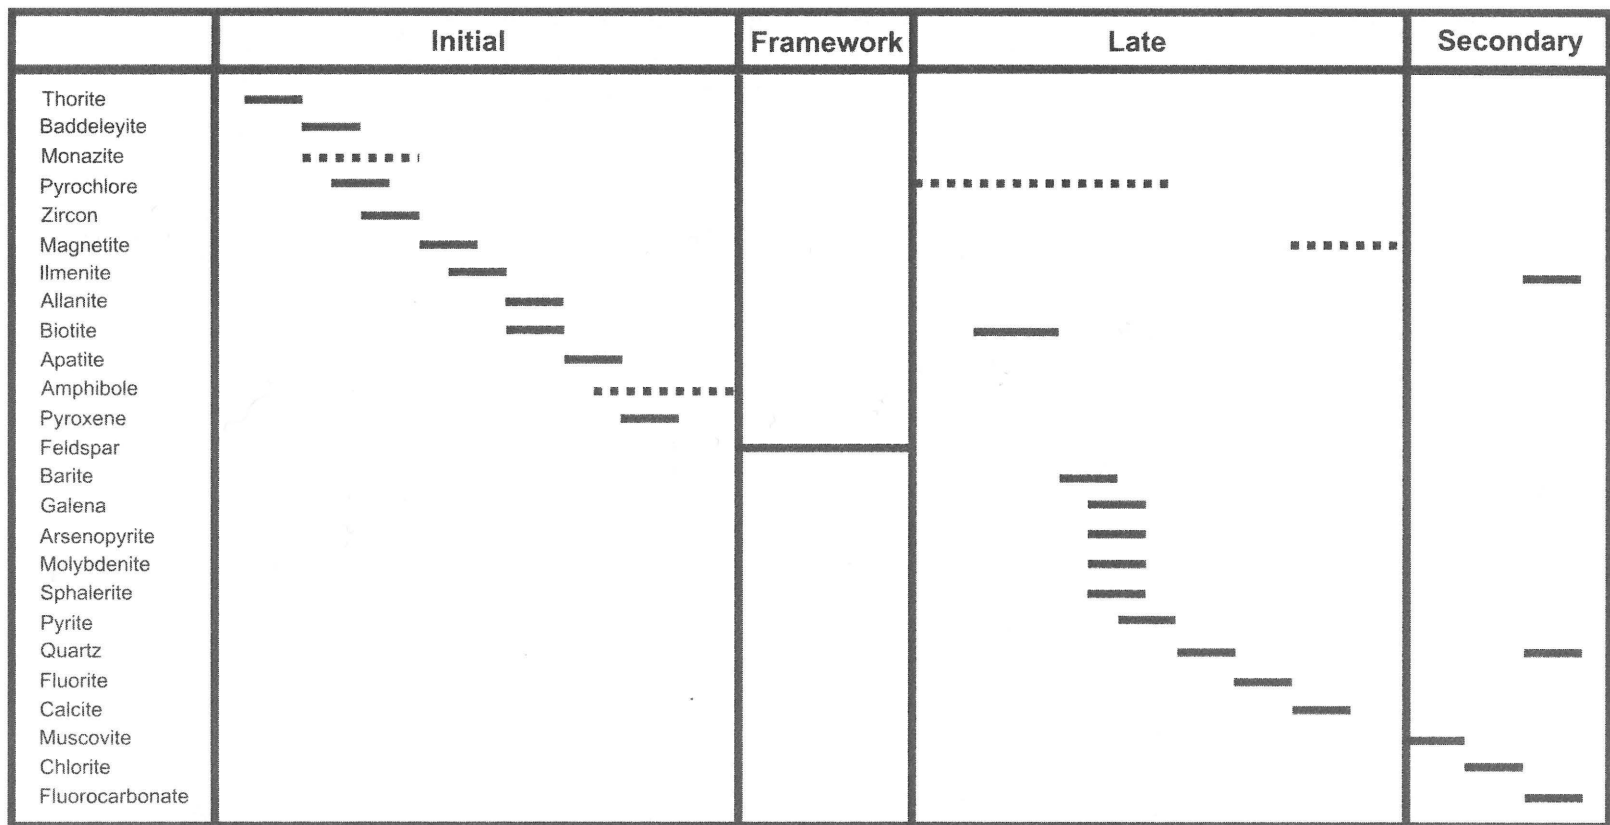 Initial Framework Late Secondary
Thorite
Baddeleyite
Monazite
Pyrochlore
Zircon
Magnetite
Ilmenite
Allanite
Biotite
Apatite
Amphibole
Pyroxene
Feldspar
Barite
Galena
Arsenopyrite
Molybdenite
Sphalerite
Pyrite
Quartz
Fluorite
Calcite
Muscovite
Chlorite
Fluorocarbonate